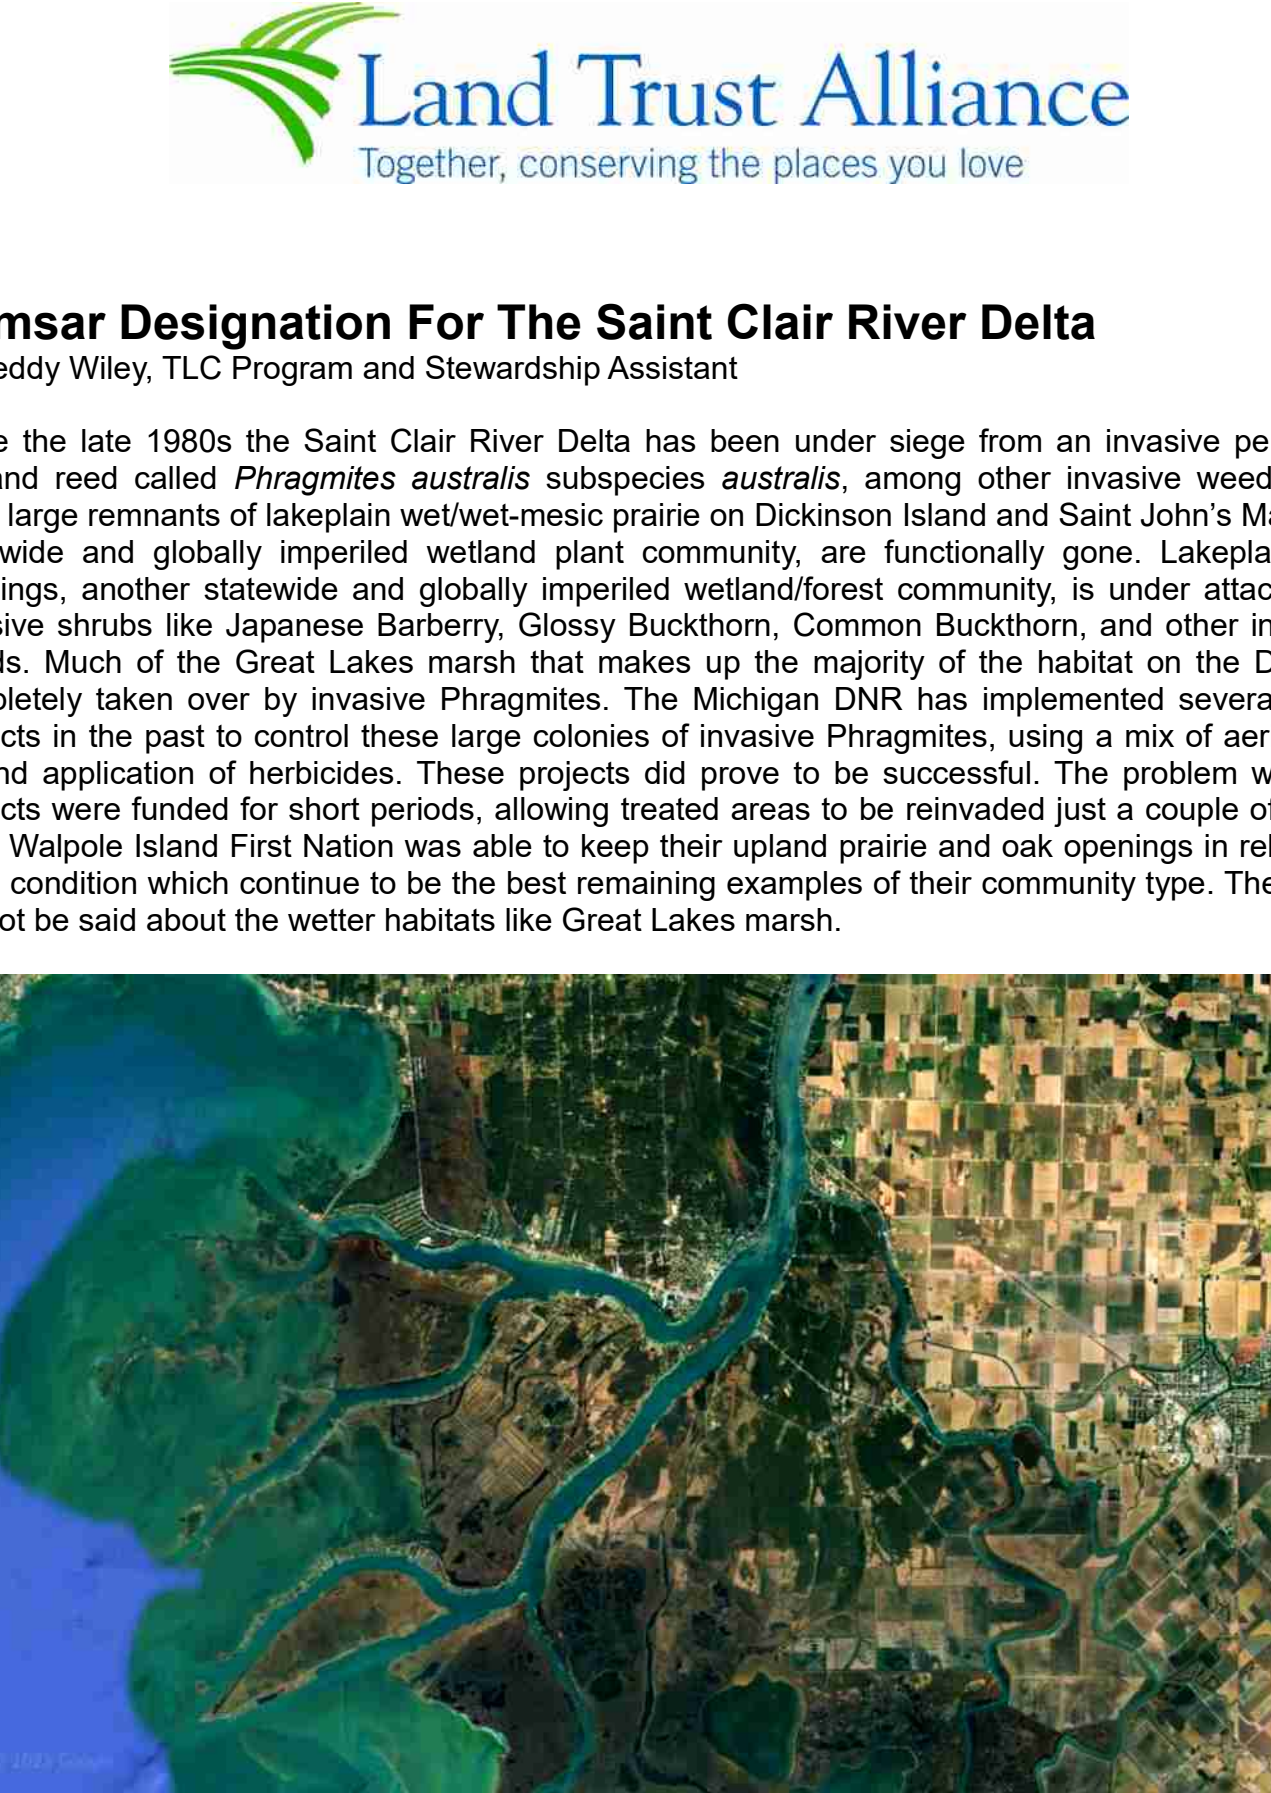 Land Trust Alliance
Together, conserving the places you love
msar Designation For The Saint Clair River Delta
eddy Wiley, TLC Program and Stewardship Assistant
e the late 1980s the Saint Clair River Delta has been under siege from an invasive pe
and reed called Phragmites australis subspecies australis, among other invasive weed
large remnants of lakeplain wet/wet-mesic prairie on Dickinson Island and Saint John’s Ma
wide and globally imperiled wetland plant community, are functionally gone. Lakepla
ings, another statewide and globally imperiled wetland/forest community, is under attac
sive shrubs like Japanese Barberry, Glossy Buckthorn, Common Buckthorn, and other in
ds. Much of the Great Lakes marsh that makes up the majority of the habitat on the D
pletely taken over by invasive Phragmites. The Michigan DNR has implemented severa
cts in the past to control these large colonies of invasive Phragmites, using a mix of aer
nd application of herbicides. These projects did prove to be successful. The problem w
cts were funded for short periods, allowing treated areas to be reinvaded just a couple of
Walpole Island First Nation was able to keep their upland prairie and oak openings in rel
condition which continue to be the best remaining examples of their community type. The
ot be said about the wetter habitats like Great Lakes marsh.
2023 Google